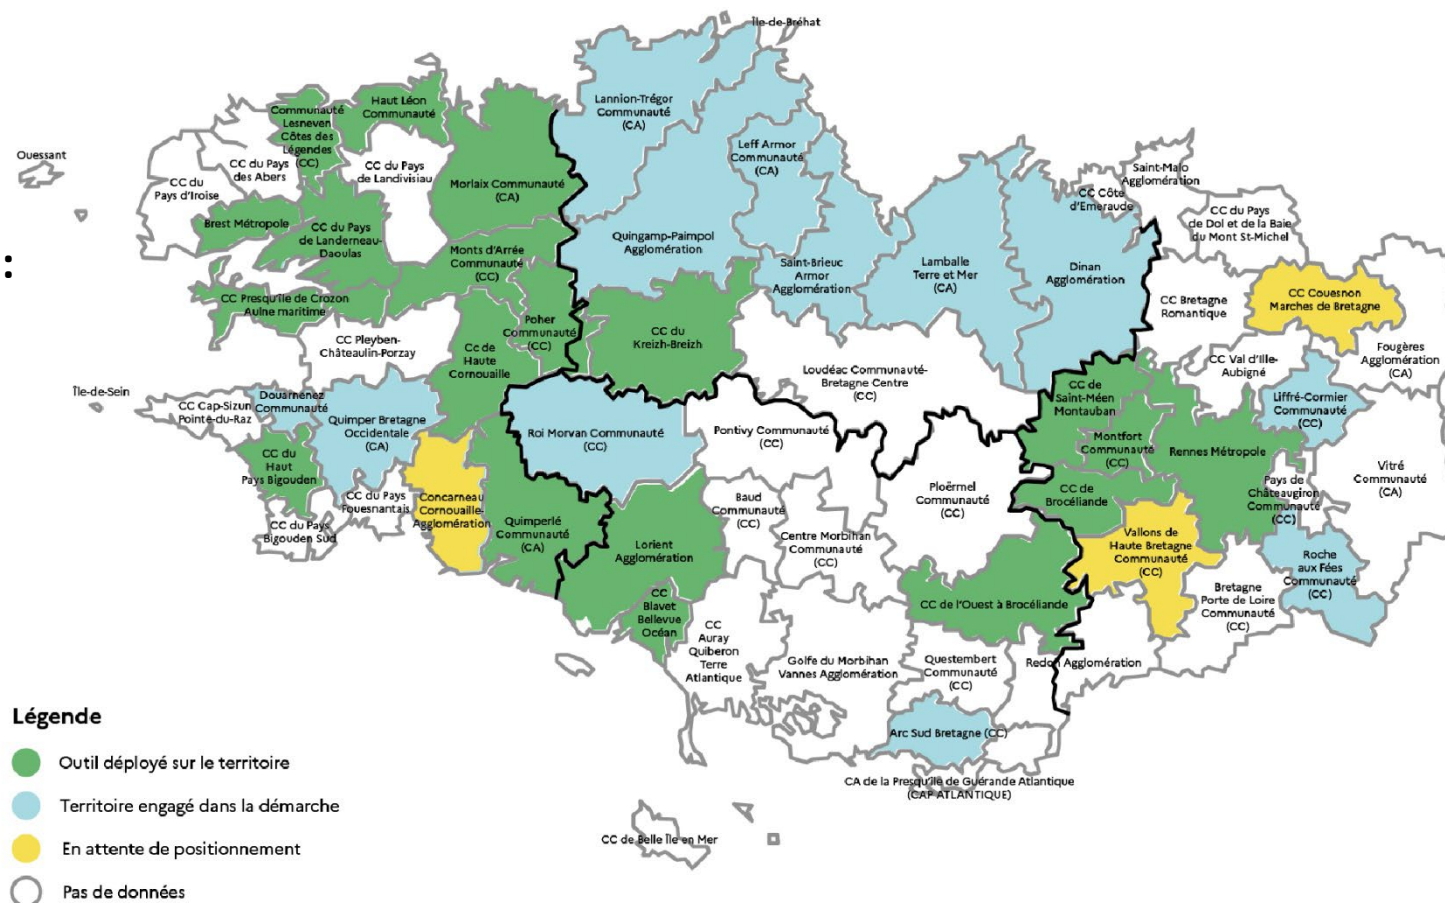 Île-de-Bréhat
Lannion-Trégor
Communauté
(CA)
Haut Léon
Communauté
Communauté
Lesneven
Côtes des
Légendes
(CC)
Leff Armor
Communauté
(CA)
Ouessant
CC du Pays
des Abers
CC du Pays
de Landivisiau
CC du
Pays d'Iroise
Morlaix Communauté
(CA)
Saint-Malo
Agglomération
CC Côte
d'Emeraude
CC du Pays
de Dol et de la Baie
du Mont St-Michel
Brest Métropole
CC du Pays
de Landerneau-
Daoulas
Quingamp-Paimpol
Agglomération
Monts d'Arrée
Communauté
(CC)
Saint-Brieuc
Armor
Agglomération
Lamballe
Terre et Mer
(CA)
Dinan
Agglomération
:
CC Presqu'île de Crozon
Aulne maritime
CC Bretagne
Romantique
CC Couesnon
Marches de Bretagne
Poher
Communauté
(CC)
CC du
Kreizh-Breizh
CC Pleyben-
Châteaulin-Porzay
Cc de
Haute
Cornouaille
Fougères
Agglomération
(CA)
CC Val d'Ille-
Aubigné
Loudéac Communauté-
Bretagne Centre
(CC)
Île-de-Sein
CC Cap-Sizun
Pointe-du-Raz
Douarnenez
Communauté
Quimper Bretagne
Occidentale
(CA)
CC de
Saint-Méen
Montauban
Liffré-Cormier
Communauté
(CC)
Roi Morvan Communauté
(CC)
Pontivy Communauté
(CC)
Montfort
Communauté
(CC)
Rennes Métropole
CC du
Haut
Pays Bigouden
Vitré
Communauté
(CA)
Pays de
Châteaugiron
Communauté
(CC)
Ploërmel
Communauté
(CC)
CC de
Brocéliande
CC du Pays
Fouesnantais
Concarneau
Cornouaille-
Agglomération
Baud
Communauté
(CC)
CC du Pays
Bigouden Sud
Quimperlé
Communauté
(CA)
Centre Morbihan
Communauté
(CC)
Vallons de
Haute Bretagne
Communauté
(CC)
Lorient
Agglomération
Roche
aux Fées
Communauté
(CC)
Bretagne
Porte de Loire
Communauté
(CC)
CC
Blavet
Bellevue
Océan
CC de l'Ouest à Brocéliande
CC
Auray
Quiberon
Terre
Atlantique
Golfe du Morbihan
Vannes Agglomération
Questembert
Communauté
(CC)
Redon Agglomération
Arc Sud Bretagne (CC)
CA de la Presqu'île de Guérande Atlantique
(CAP ATLANTIQUE)
CC de Belle Île en Mer
Légende
Outil déployé sur le territoire
Territoire engagé dans la démarche
En attente de positionnement
Pas de données